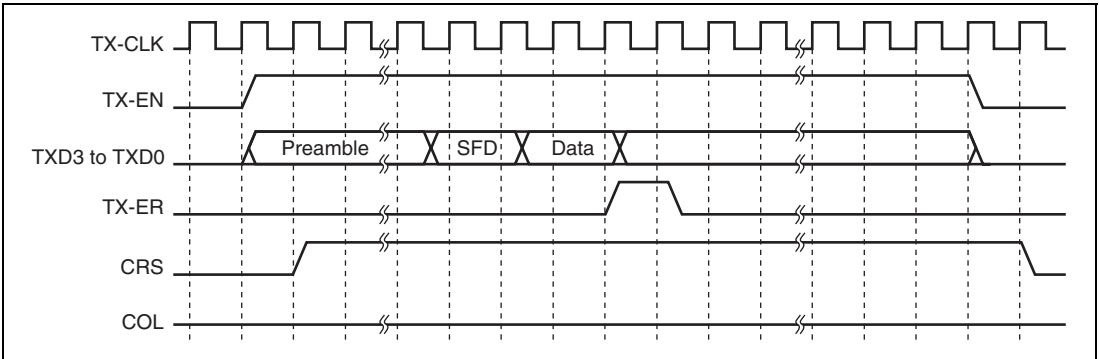 TX-CLK
TX-EN
TXD3 to TXD0
Preamble
SFD
Data
TX-ER
CRS
COL